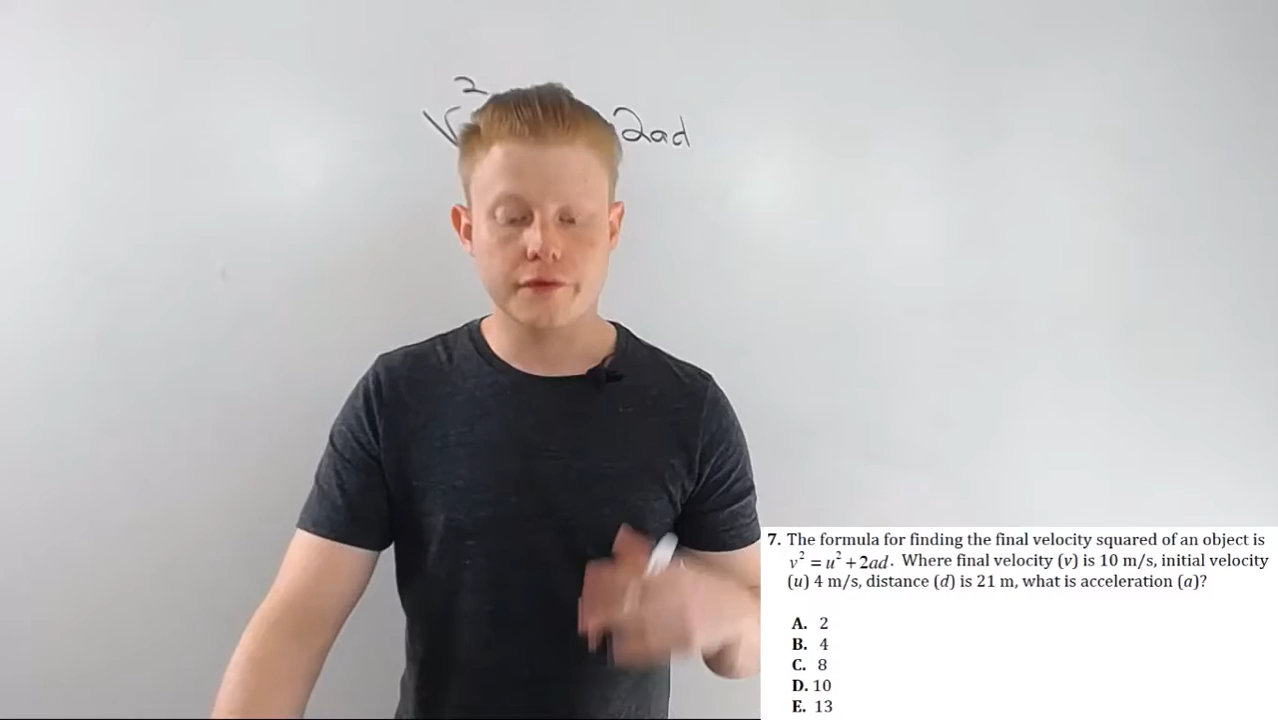 v² 2ad
7. The formula for finding the final velocity squared of an object is
v² = u² + 2ad. Where final velocity (v) is 10 m/s, initial velocity
(u) 4 m/s, distance (d) is 21 m, what is acceleration (a)?
A. 2
B. 4
C. 8
D. 10
E. 13